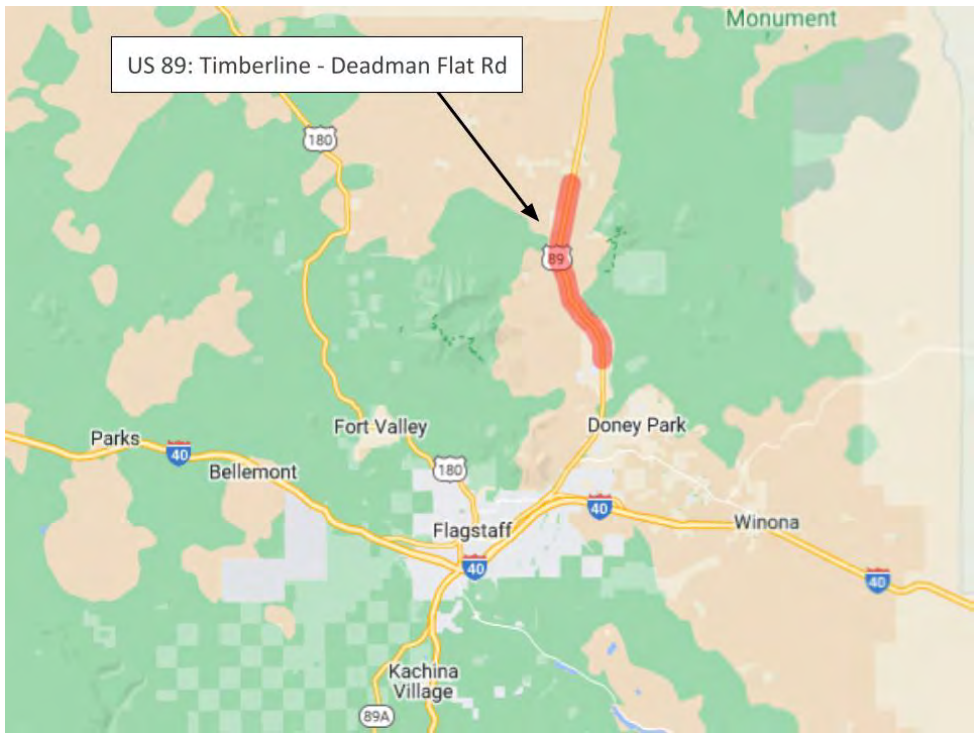 Monument
US 89: Timberline - Deadman Flat Rd
180
89
Fort Valley
Doney Park
Parks
40
Bellemont
180
40
Winona
Flagstaff
40
40
Kachina
Village
89A